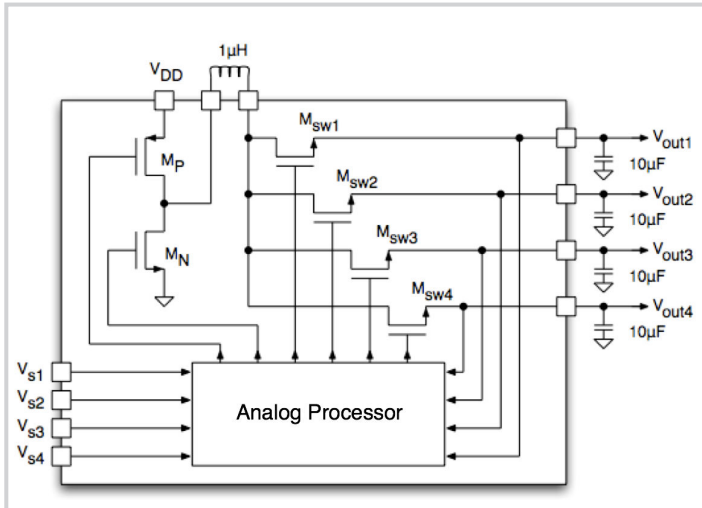 1μH
VDD
MP
MN
Msw1
Msw2
Msw3
Msw4
Vout1
10μF
Vout2
10μF
Vout3
10μF
Vout4
10μF
Vs1
Vs2
Vs3
Vs4
Analog Processor